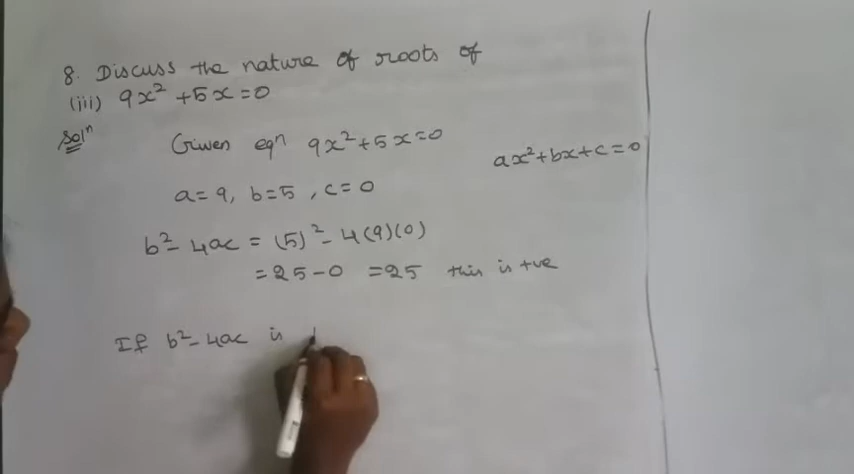 8. Discuss the nature of roots of
(iii) 9x² + 5x = 0
Solⁿ
Given eqⁿ 9x² + 5x = 0
ax² + bx + c = 0
a = 9, b = 5, c = 0
b² - 4ac = (5)² - 4(9)(0)
= 25 - 0 = 25 this is +ve
If b² - 4ac is